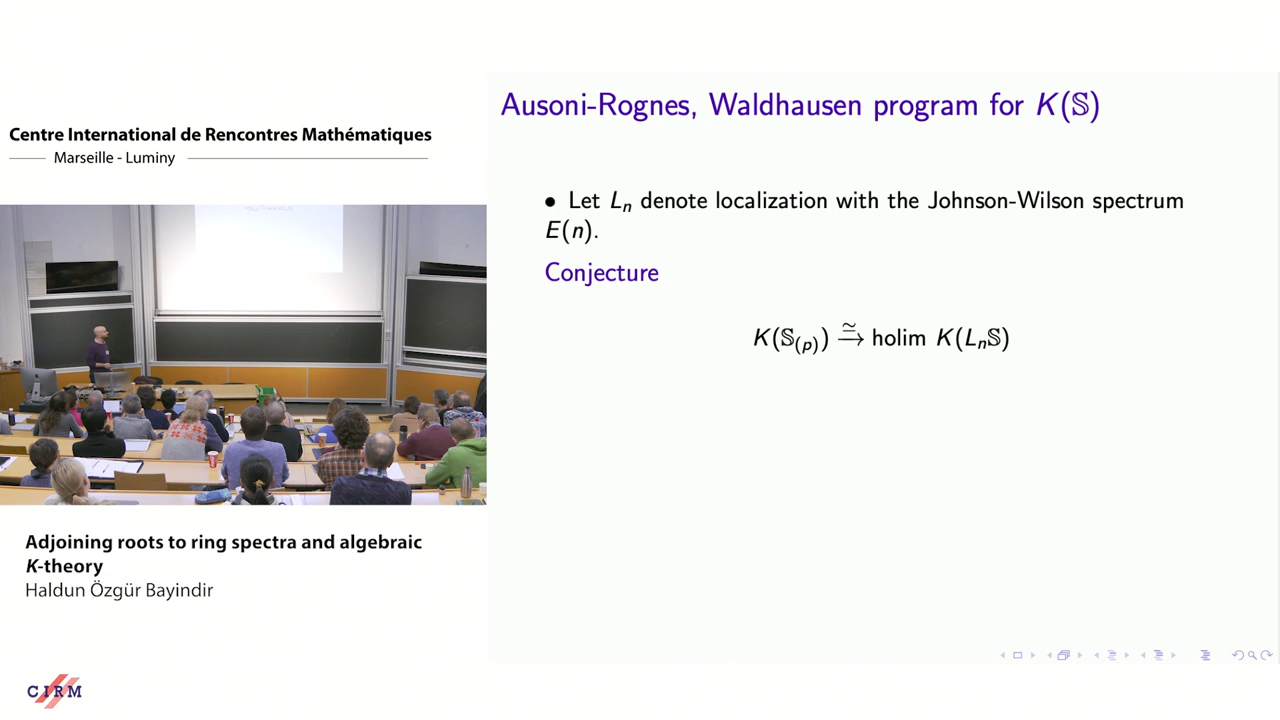 Centre International de Rencontres Mathématiques
Marseille - Luminy
Adjoining roots to ring spectra and algebraic
K-theory
Haldun Özgür Bayindir
CIRM
Ausoni-Rognes, Waldhausen program for K(𝕊)
• Let Lₙ denote localization with the Johnson-Wilson spectrum
E(n).
Conjecture
K(𝕊₍ₚ₎) ≃→ holim K(Lₙ𝕊)